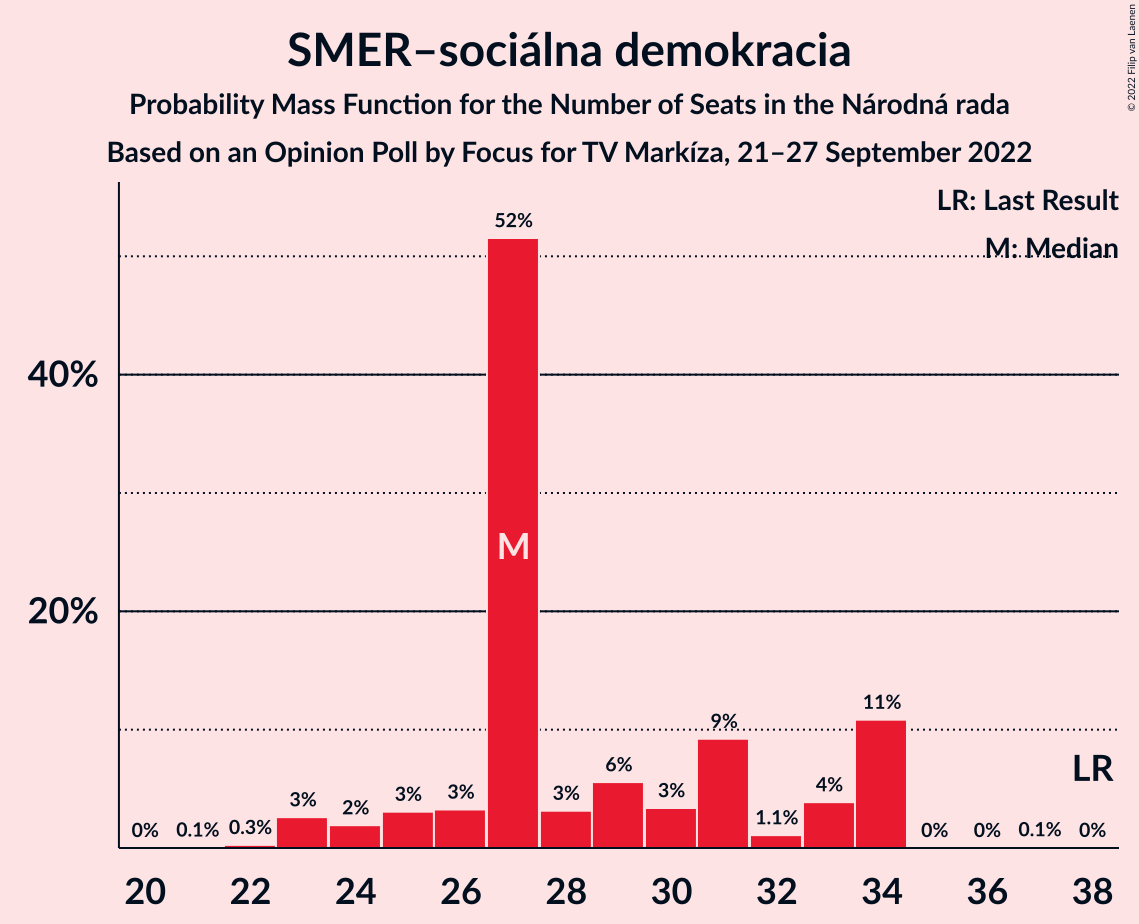 SMER–sociálna demokracia
Probability Mass Function for the Number of Seats in the Národná rada
Based on an Opinion Poll by Focus for TV Markíza, 21–27 September 2022
© 2022 Filip van Laenen
LR: Last Result
M: Median
40%
20%
0%
0.1%
0.3%
3%
2%
3%
3%
52%
3%
6%
3%
9%
1.1%
4%
11%
0%
0%
0.1%
0%
M
LR
20 22 24 26 28 30 32 34 36 38